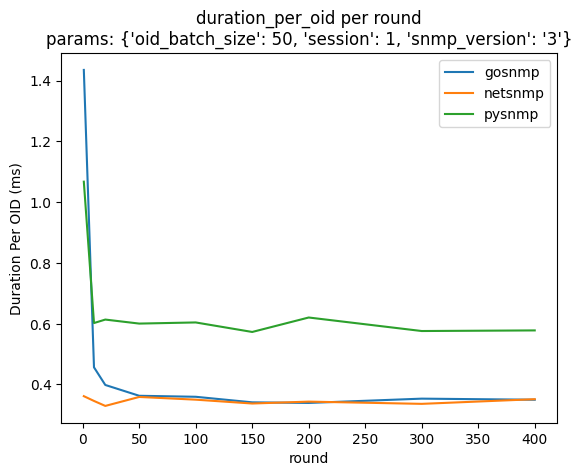 duration_per_oid per round
params: {'oid_batch_size': 50, 'session': 1, 'snmp_version': '3'}
gosnmp
netsnmp
pysnmp
Duration Per OID (ms)
1.4
1.2
1.0
0.8
0.6
0.4
0 50 100 150 200 250 300 350 400
round